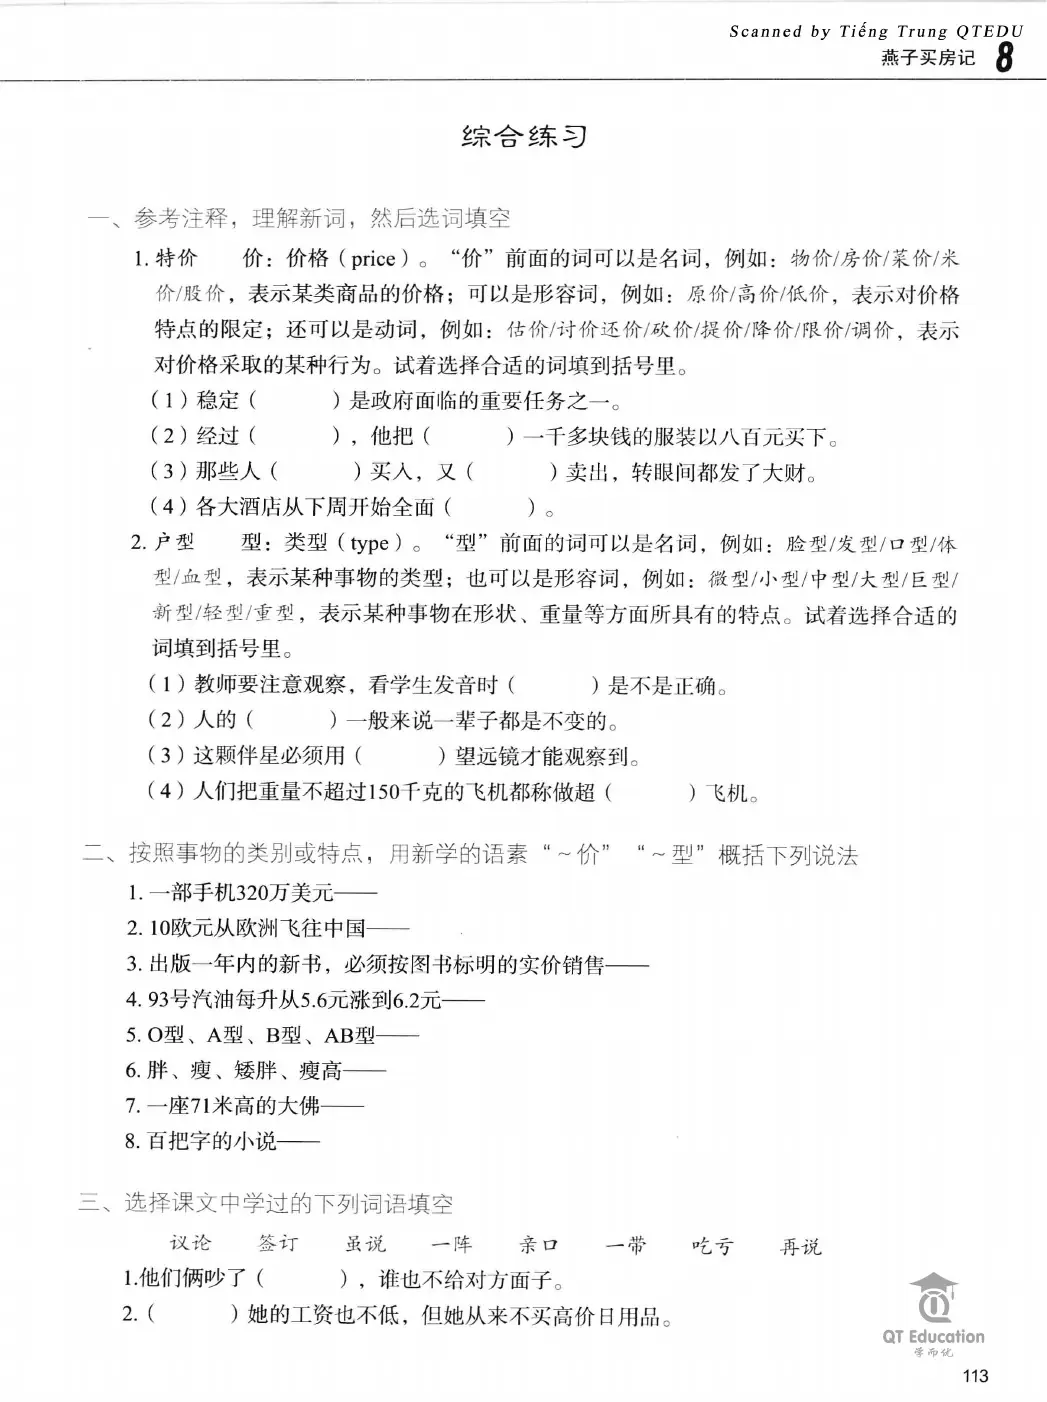 Scanned by Tiếng Trung QTEDU
燕子买房记 8
综合练习
一、参考注释，理解新词，然后选词填空
1. 特价 价：价格（price）。“价”前面的词可以是名词，例如：物价/房价/菜价/米
价/股价，表示某类商品的价格；可以是形容词，例如：原价/高价/低价，表示对价格
特点的限定；还可以是动词，例如：估价/讨价还价/砍价/提价/降价/限价/调价，表示
对价格采取的某种行为。试着选择合适的词填到括号里。
（1）稳定（ ）是政府面临的重要任务之一。
（2）经过（ ），他把（ ）一千多块钱的服装以八百元买下。
（3）那些人（ ）买入，又（ ）卖出，转眼间都发了大财。
（4）各大酒店从下周开始全面（ ）。
2. 户型 型：类型（type）。“型”前面的词可以是名词，例如：脸型/发型/口型/体
型/血型，表示某种事物的类型；也可以是形容词，例如：微型/小型/中型/大型/巨型/
新型/轻型/重型，表示某种事物在形状、重量等方面所具有的特点。试着选择合适的
词填到括号里。
（1）教师要注意观察，看学生发音时（ ）是不是正确。
（2）人的（ ）一般来说一辈子都是不变的。
（3）这颗伴星必须用（ ）望远镜才能观察到。
（4）人们把重量不超过150千克的飞机都称做超（ ）飞机。
二、按照事物的类别或特点，用新学的语素“～价”“～型”概括下列说法
1. 一部手机320万美元——
2. 10欧元从欧洲飞往中国——
3. 出版一年内的新书，必须按图书标明的实价销售——
4. 93号汽油每升从5.6元涨到6.2元——
5. O型、A型、B型、AB型——
6. 胖、瘦、矮胖、瘦高——
7. 一座71米高的大佛——
8. 百把字的小说——
三、选择课文中学过的下列词语填空
议论 签订 虽说 一阵 亲口 一带 吃亏 再说
1.他们俩吵了（ ），谁也不给对方面子。
2.（ ）她的工资也不低，但她从来不买高价日用品。
QT Education
学而优
113